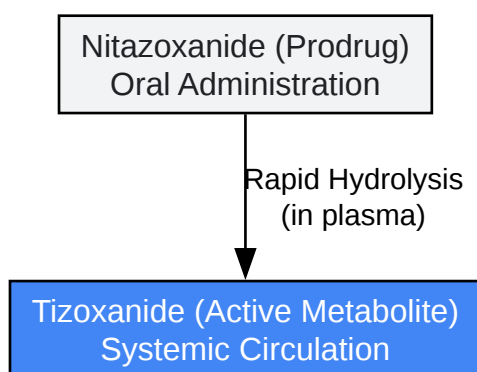 Nitazoxanide (Prodrug)
Oral Administration
Rapid Hydrolysis
(in plasma)
Tizoxanide (Active Metabolite)
Systemic Circulation